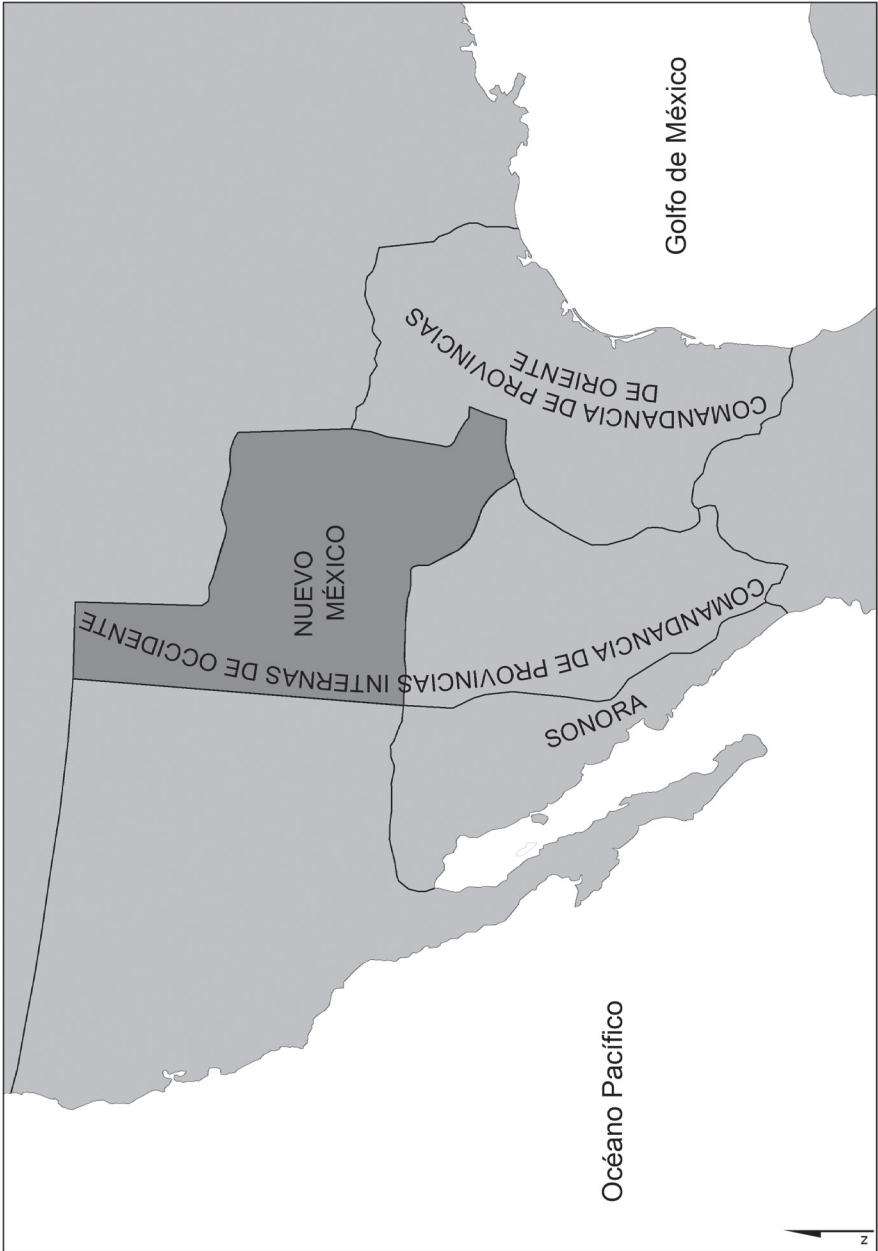 COMANDANCIA DE PROVINCIAS INTERNAS DE OCCIDENTE
NUEVO
MÉXICO
COMANDANCIA DE PROVINCIAS
DE ORIENTE
SONORA
Golfo de México
Océano Pacífico
N